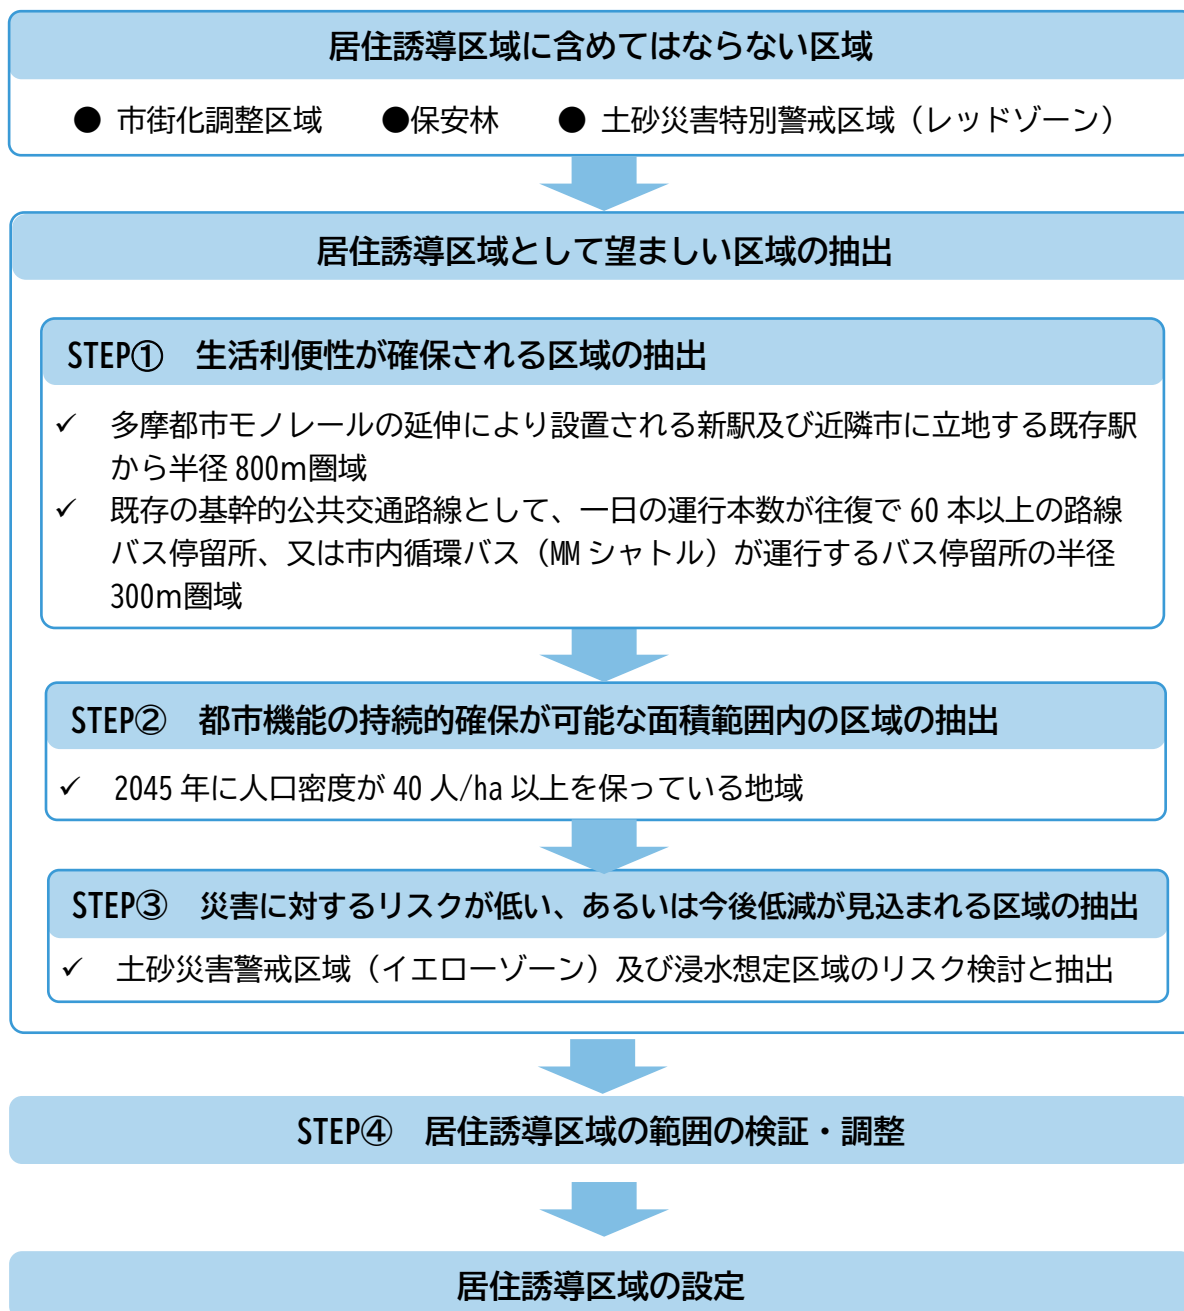 居住誘導区域に含めてはならない区域
● 市街化調整区域 ●保安林 ● 土砂災害特別警戒区域（レッドゾーン）
居住誘導区域として望ましい区域の抽出
STEP① 生活利便性が確保される区域の抽出
✓ 多摩都市モノレールの延伸により設置される新駅及び近隣市に立地する既存駅
から半径 800ｍ圏域
✓ 既存の基幹的公共交通路線として、一日の運行本数が往復で 60 本以上の路線
バス停留所、又は市内循環バス（MM シャトル）が運行するバス停留所の半径
300ｍ圏域
STEP② 都市機能の持続的確保が可能な面積範囲内の区域の抽出
✓ 2045 年に人口密度が 40 人/ha 以上を保っている地域
STEP③ 災害に対するリスクが低い、あるいは今後低減が見込まれる区域の抽出
✓ 土砂災害警戒区域（イエローゾーン）及び浸水想定区域のリスク検討と抽出
STEP④ 居住誘導区域の範囲の検証・調整
居住誘導区域の設定